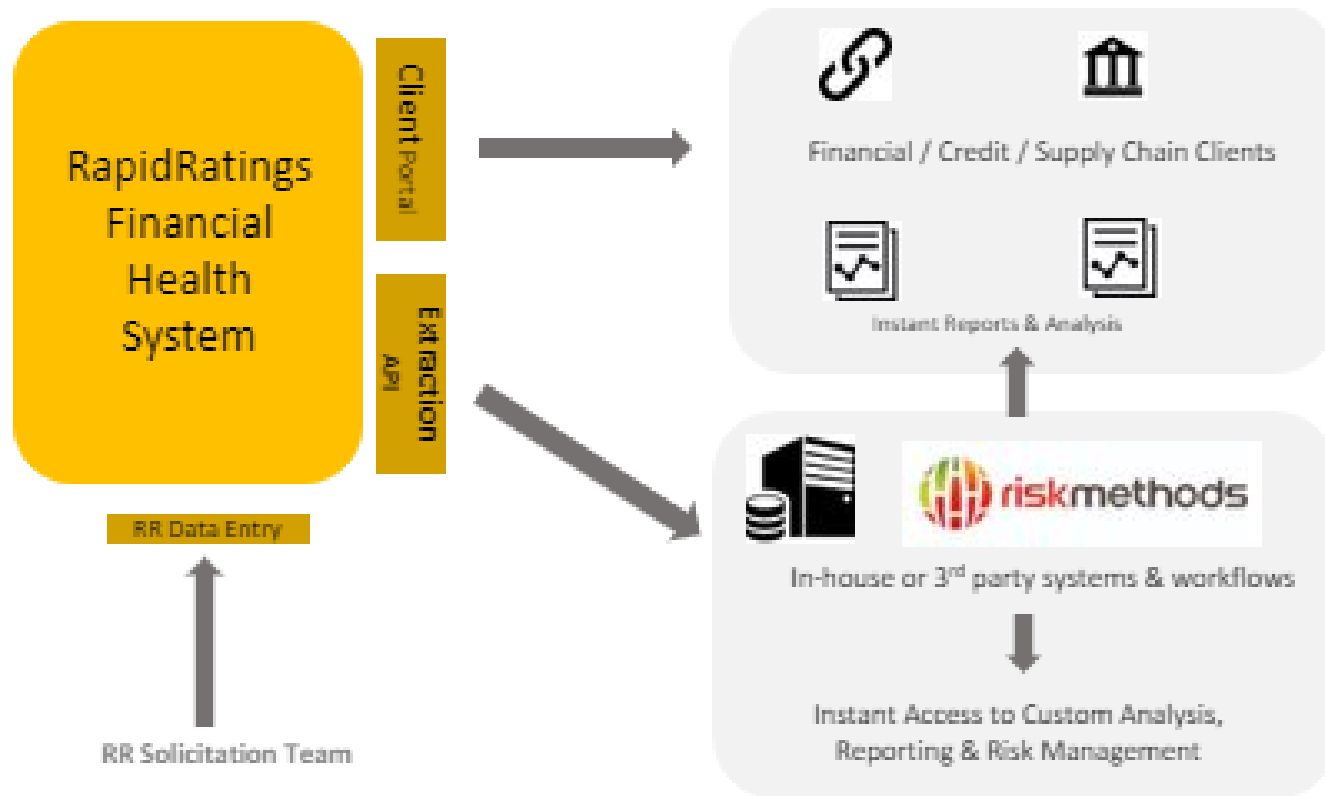 RapidRatings
Financial
Health
System
Client Portal
Extraction
API
RR Data Entry
RR Solicitation Team
Financial / Credit / Supply Chain Clients
Instant Reports & Analysis
riskmethods
In-house or 3rd party systems & workflows
Instant Access to Custom Analysis,
Reporting & Risk Management